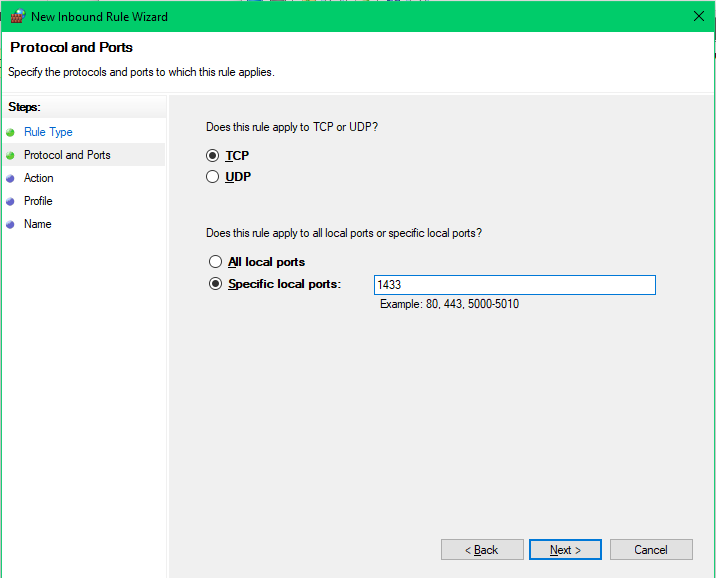 New Inbound Rule Wizard
Protocol and Ports
Specify the protocols and ports to which this rule applies.
Steps:
Rule Type
Protocol and Ports
Action
Profile
Name
Does this rule apply to TCP or UDP?
TCP
UDP
Does this rule apply to all local ports or specific local ports?
All local ports
Specific local ports:
1433
Example: 80, 443, 5000-5010
< Back
Next >
Cancel